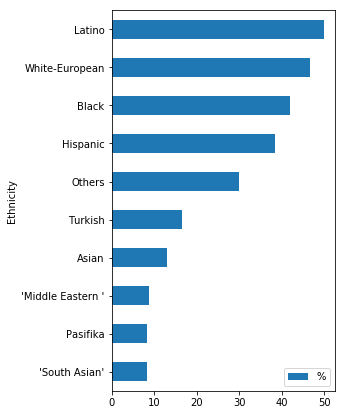 Latino
White-European
Black
Hispanic
Others
Turkish
Asian
'Middle Eastern '
Pasifika
'South Asian'
Ethnicity
0 10 20 30 40 50
%